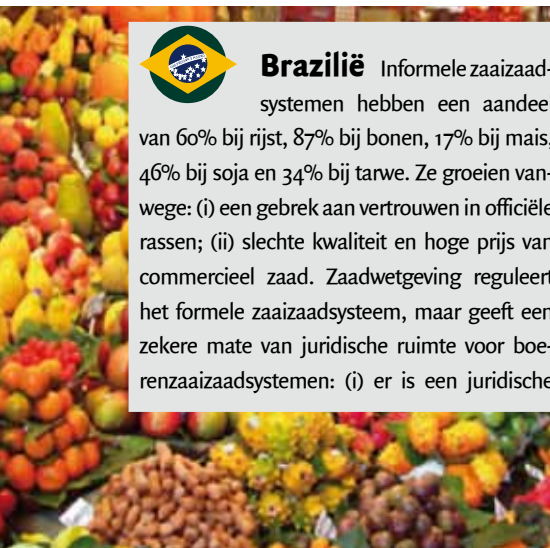 Brazilië Informele zaaizaad-
systemen hebben een aandee
van 60% bij rijst, 87% bij bonen, 17% bij mais,
46% bij soja en 34% bij tarwe. Ze groeien van-
wege: (i) een gebrek aan vertrouwen in officiële
rassen; (ii) slechte kwaliteit en hoge prijs van
commercieel zaad. Zaadwetgeving reguleert
het formele zaaizaadsysteem, maar geeft een
zekere mate van juridische ruimte voor boe-
renzaaizaadsystemen: (i) er is een juridische